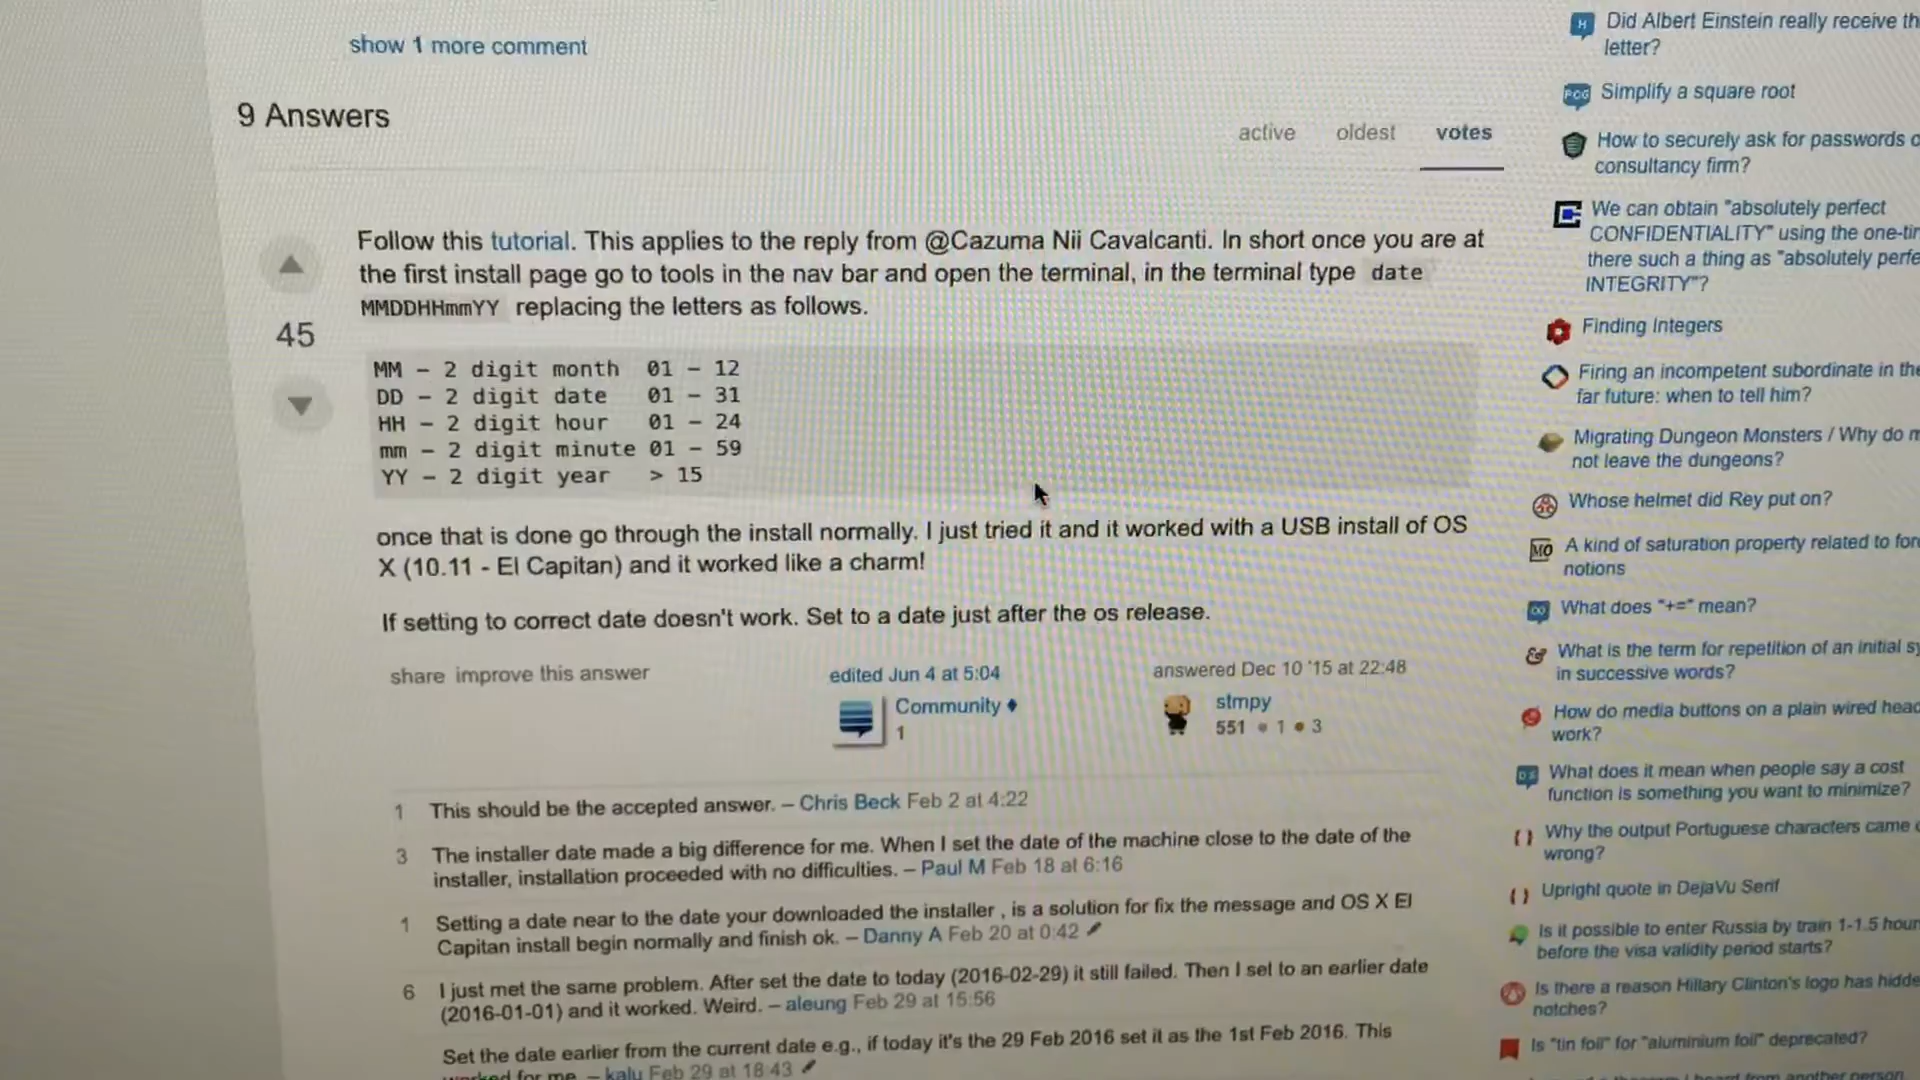 show 1 more comment
9 Answers
active oldest votes
Follow this tutorial. This applies to the reply from @Cazuma Nii Cavalcanti. In short once you are at
the first install page go to tools in the nav bar and open the terminal, in the terminal type date
MMDDHHmmYY replacing the letters as follows.
45
MM - 2 digit month 01 - 12
DD - 2 digit date 01 - 31
HH - 2 digit hour 01 - 24
mm - 2 digit minute 01 - 59
YY - 2 digit year > 15
once that is done go through the install normally. I just tried it and it worked with a USB install of OS
X (10.11 - El Capitan) and it worked like a charm!
If setting to correct date doesn't work. Set to a date just after the os release.
share improve this answer
edited Jun 4 at 5:04
Community ♦
1
answered Dec 10 '15 at 22:48
stmpy
551 ● 1 ● 3
1 This should be the accepted answer. – Chris Beck Feb 2 at 4:22
3 The installer date made a big difference for me. When I set the date of the machine close to the date of the
installer, installation proceeded with no difficulties. – Paul M Feb 18 at 6:16
1 Setting a date near to the date your downloaded the installer , is a solution for fix the message and OS X El
Capitan install begin normally and finish ok. – Danny A Feb 20 at 0:42
6 I just met the same problem. After set the date to today (2016-02-29) it still failed. Then I set to an earlier date
(2016-01-01) and it worked. Weird. – aleung Feb 29 at 15:56
Set the date earlier from the current date e.g., if today it's the 29 Feb 2016 set it as the 1st Feb 2016. This
worked for me. – kalu Feb 29 at 18:43
Did Albert Einstein really receive
letter?
Simplify a square root
How to securely ask for passwords
consultancy firm?
We can obtain "absolutely perfect
CONFIDENTIALITY" using the
there such a thing as "absolutely
INTEGRITY"?
Finding Integers
Firing an incompetent subordinate in the
far future: when to tell him?
Migrating Dungeon Monsters / Why do
not leave the dungeons?
Whose helmet did Rey put on?
MO A kind of saturation property related to
notions
What does "+=" mean?
What is the term for repetition of an initial
in successive words?
How do media buttons on a plain wired
work?
What does it mean when people say a cost
function is something you want to minimize?
Why the output Portuguese characters came
wrong?
Upright quote in DejaVu Serif
Is it possible to enter Russia by train 1-1.5
before the visa validity period starts?
Is there a reason Hillary Clinton's logo has
notches?
Is "tin foil" for "aluminium foil" deprecated?